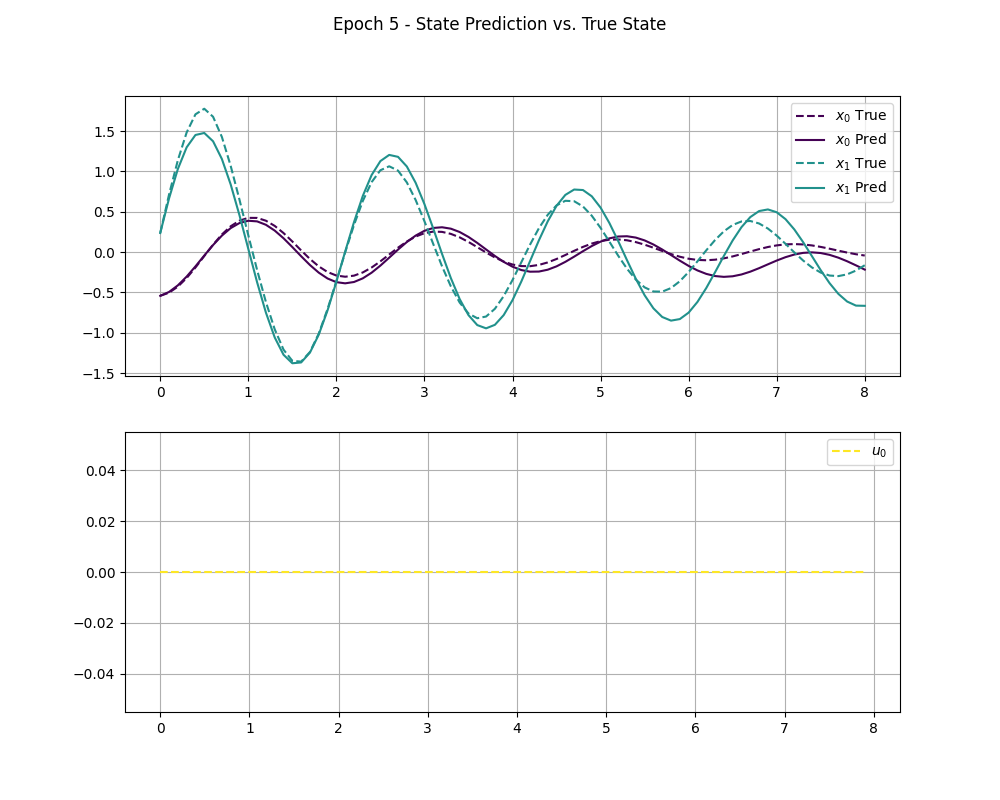 Epoch 5 - State Prediction vs. True State
x₀ True
x₀ Pred
x₁ True
x₁ Pred
1.5
1.0
0.5
0.0
−0.5
−1.0
−1.5
0 1 2 3 4 5 6 7 8
u₀
0.04
0.02
0.00
−0.02
−0.04
0 1 2 3 4 5 6 7 8